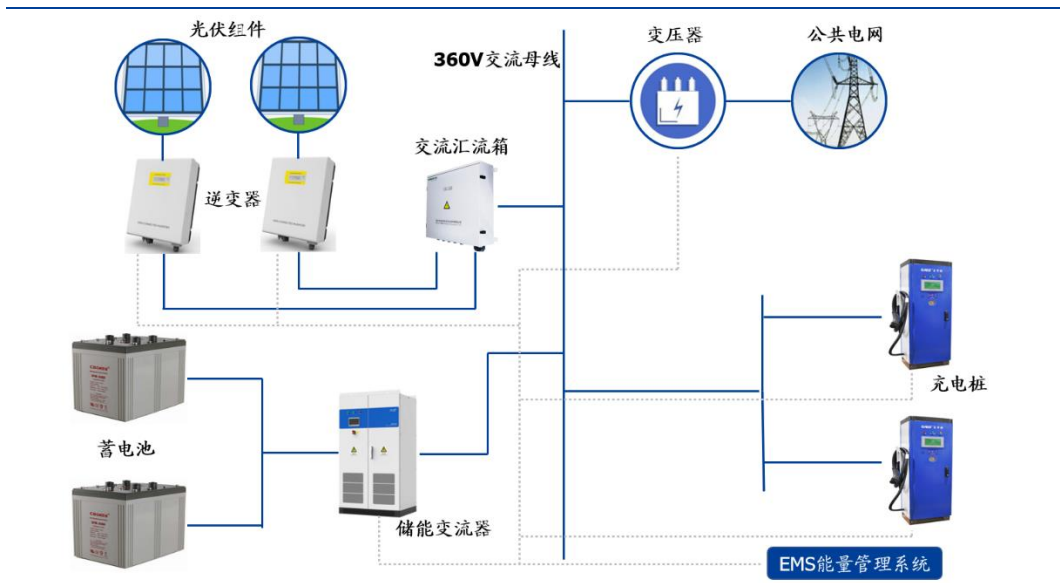 光伏组件
360V交流母线
变压器
公共电网
交流汇流箱
逆变器
充电桩
蓄电池
储能变流器
EMS能量管理系统